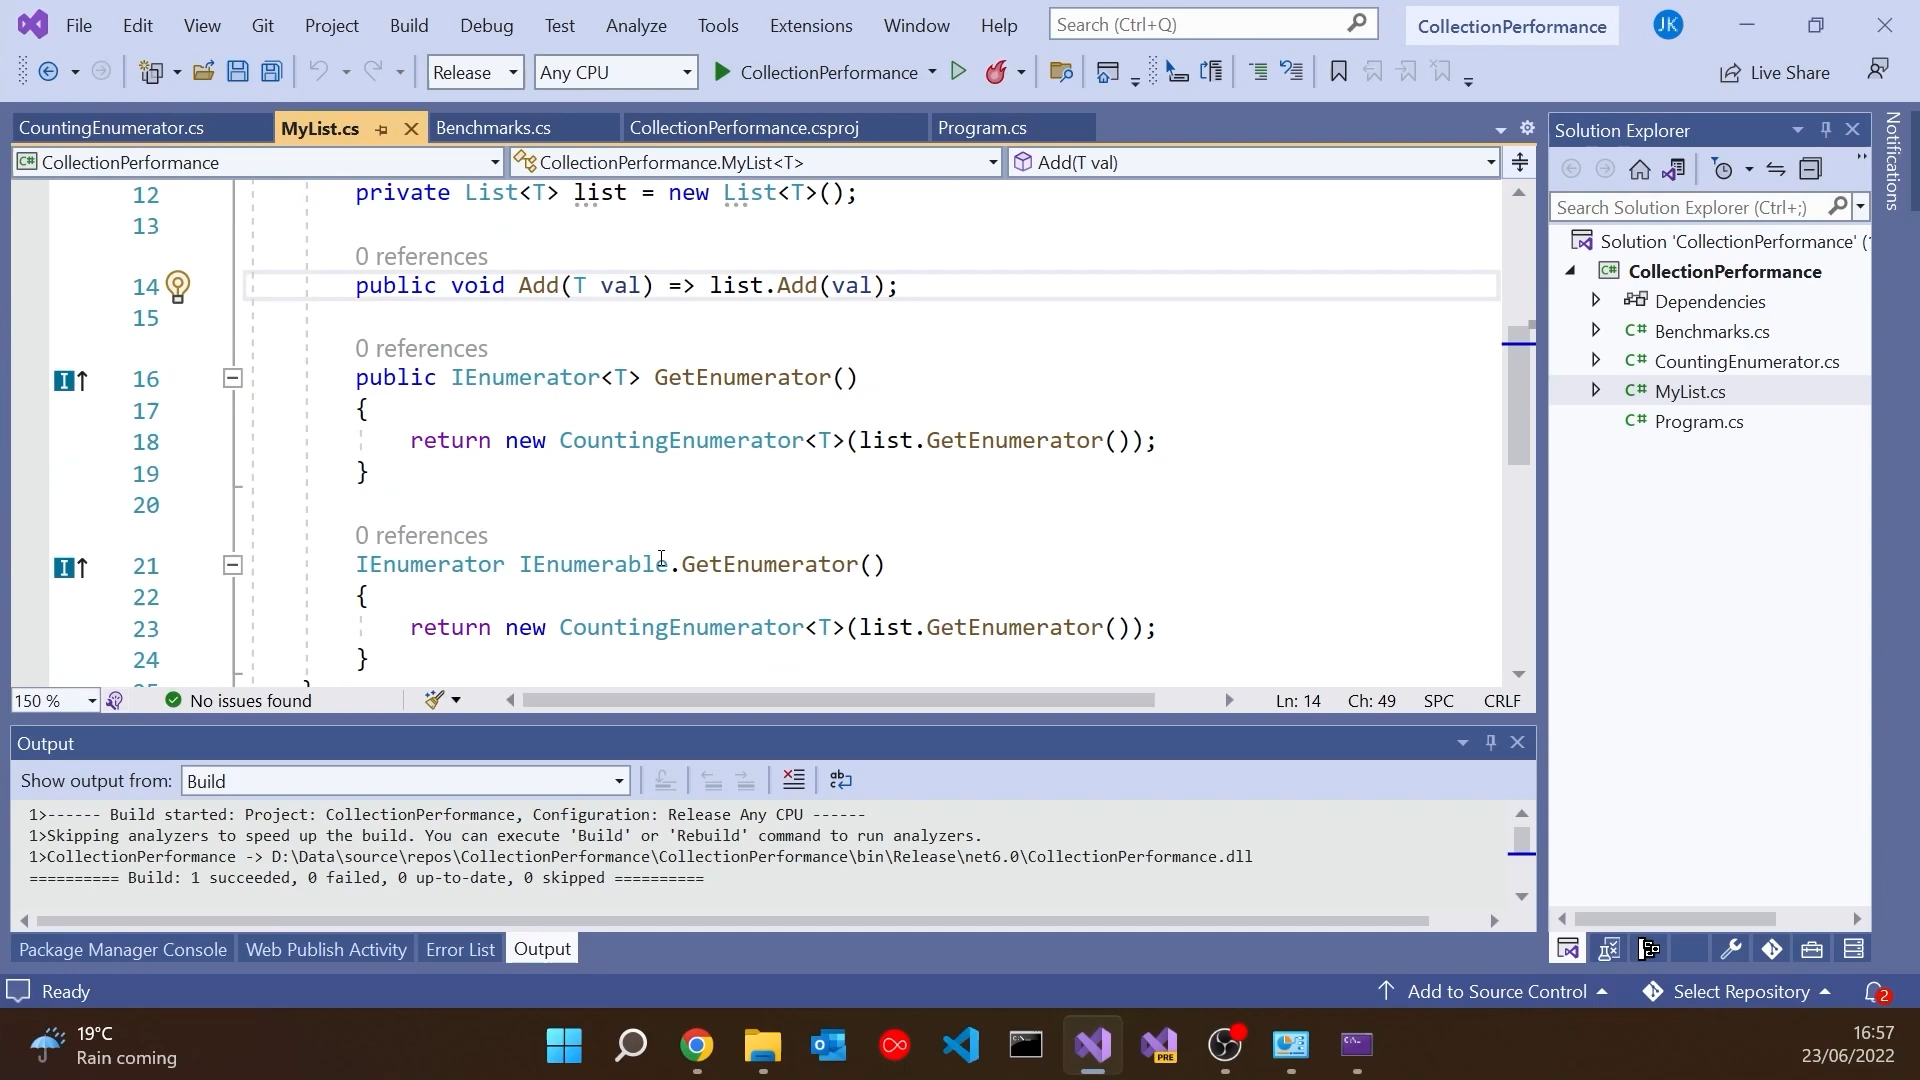 File Edit View Git Project Build Debug Test Analyze Tools Extensions Window Help Search (Ctrl+Q) CollectionPerformance JK
Release Any CPU CollectionPerformance Live Share
CountingEnumerator.cs MyList.cs Benchmarks.cs CollectionPerformance.csproj Program.cs
C# CollectionPerformance CollectionPerformance.MyList<T> Add(T val)
12 private List<T> list = new List<T>();
13
0 references
14 public void Add(T val) => list.Add(val);
15
0 references
16 public IEnumerator<T> GetEnumerator()
17 {
18 return new CountingEnumerator<T>(list.GetEnumerator());
19 }
20
0 references
21 IEnumerator IEnumerable.GetEnumerator()
22 {
23 return new CountingEnumerator<T>(list.GetEnumerator());
24 }
150 % No issues found Ln: 14 Ch: 49 SPC CRLF
Output
Show output from: Build
1>------ Build started: Project: CollectionPerformance, Configuration: Release Any CPU ------
1>Skipping analyzers to speed up the build. You can execute 'Build' or 'Rebuild' command to run analyzers.
1>CollectionPerformance -> D:\Data\source\repos\CollectionPerformance\CollectionPerformance\bin\Release\net6.0\CollectionPerformance.dll
========== Build: 1 succeeded, 0 failed, 0 up-to-date, 0 skipped ==========
Package Manager Console Web Publish Activity Error List Output
Solution Explorer
Search Solution Explorer (Ctrl+;)
Solution 'CollectionPerformance' (
C# CollectionPerformance
Dependencies
C# Benchmarks.cs
C# CountingEnumerator.cs
C# MyList.cs
C# Program.cs
Notifications
Ready Add to Source Control Select Repository 2
19°C
Rain coming
PRE
16:57
23/06/2022